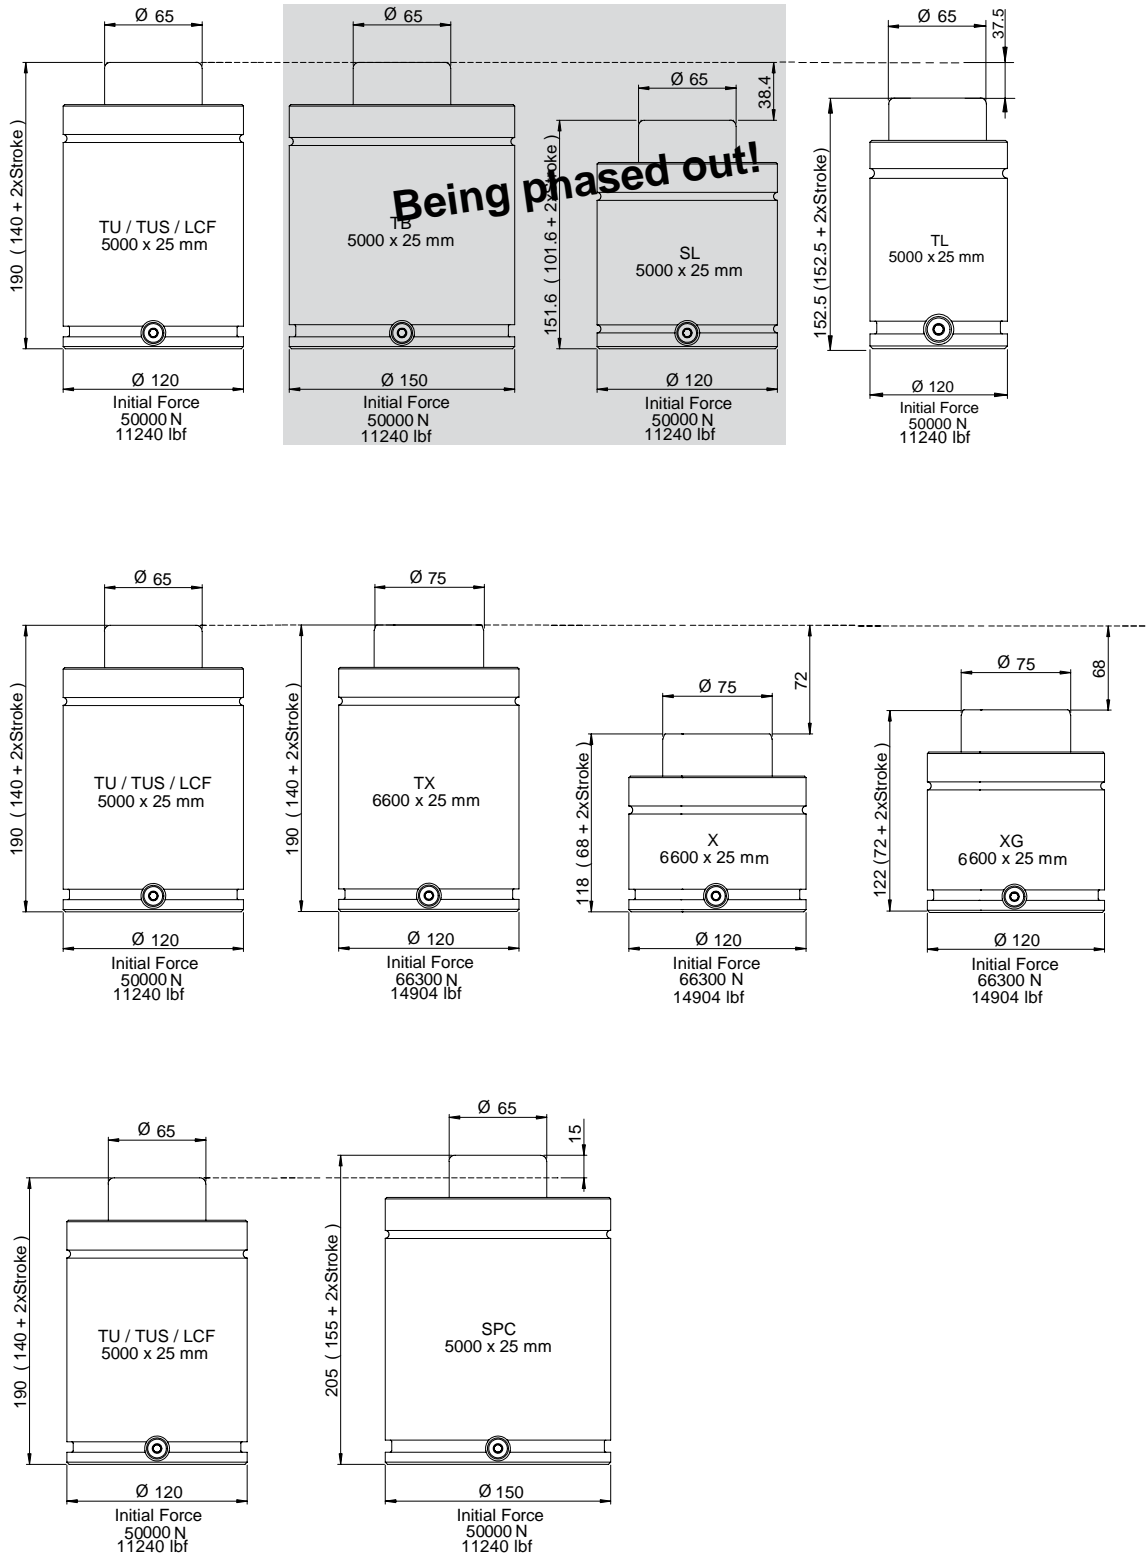 Ø 65
190 ( 140 + 2xStroke )
TU / TUS / LCF
5000 x 25 mm
Ø 120
Initial Force
50000 N
11240 lbf
Ø 65
Being phased out!
TB
5000 x 25 mm
Ø 150
Initial Force
50000 N
11240 lbf
38.4
Ø 65
151.6 ( 101.6 + 2xStroke )
SL
5000 x 25 mm
Ø 120
Initial Force
50000 N
11240 lbf
Ø 65
37.5
152.5 (152.5 + 2xStroke)
TL
5000 x 25 mm
Ø 120
Initial Force
50000 N
11240 lbf
Ø 65
190 ( 140 + 2xStroke )
TU / TUS / LCF
5000 x 25 mm
Ø 120
Initial Force
50000 N
11240 lbf
Ø 75
190 (140 + 2xStroke )
TX
6600 x 25 mm
Ø 120
Initial Force
66300 N
14904 lbf
72
Ø 75
118 ( 68 + 2xStroke )
X
6600 x 25 mm
Ø 120
Initial Force
66300 N
14904 lbf
68
Ø 75
122 (72 + 2xStroke )
XG
6600 x 25 mm
Ø 120
Initial Force
66300 N
14904 lbf
Ø 65
190 ( 140 + 2xStroke )
TU / TUS / LCF
5000 x 25 mm
Ø 120
Initial Force
50000 N
11240 lbf
Ø 65
15
205 ( 155 + 2xStroke )
SPC
5000 x 25 mm
Ø 150
Initial Force
50000 N
11240 lbf